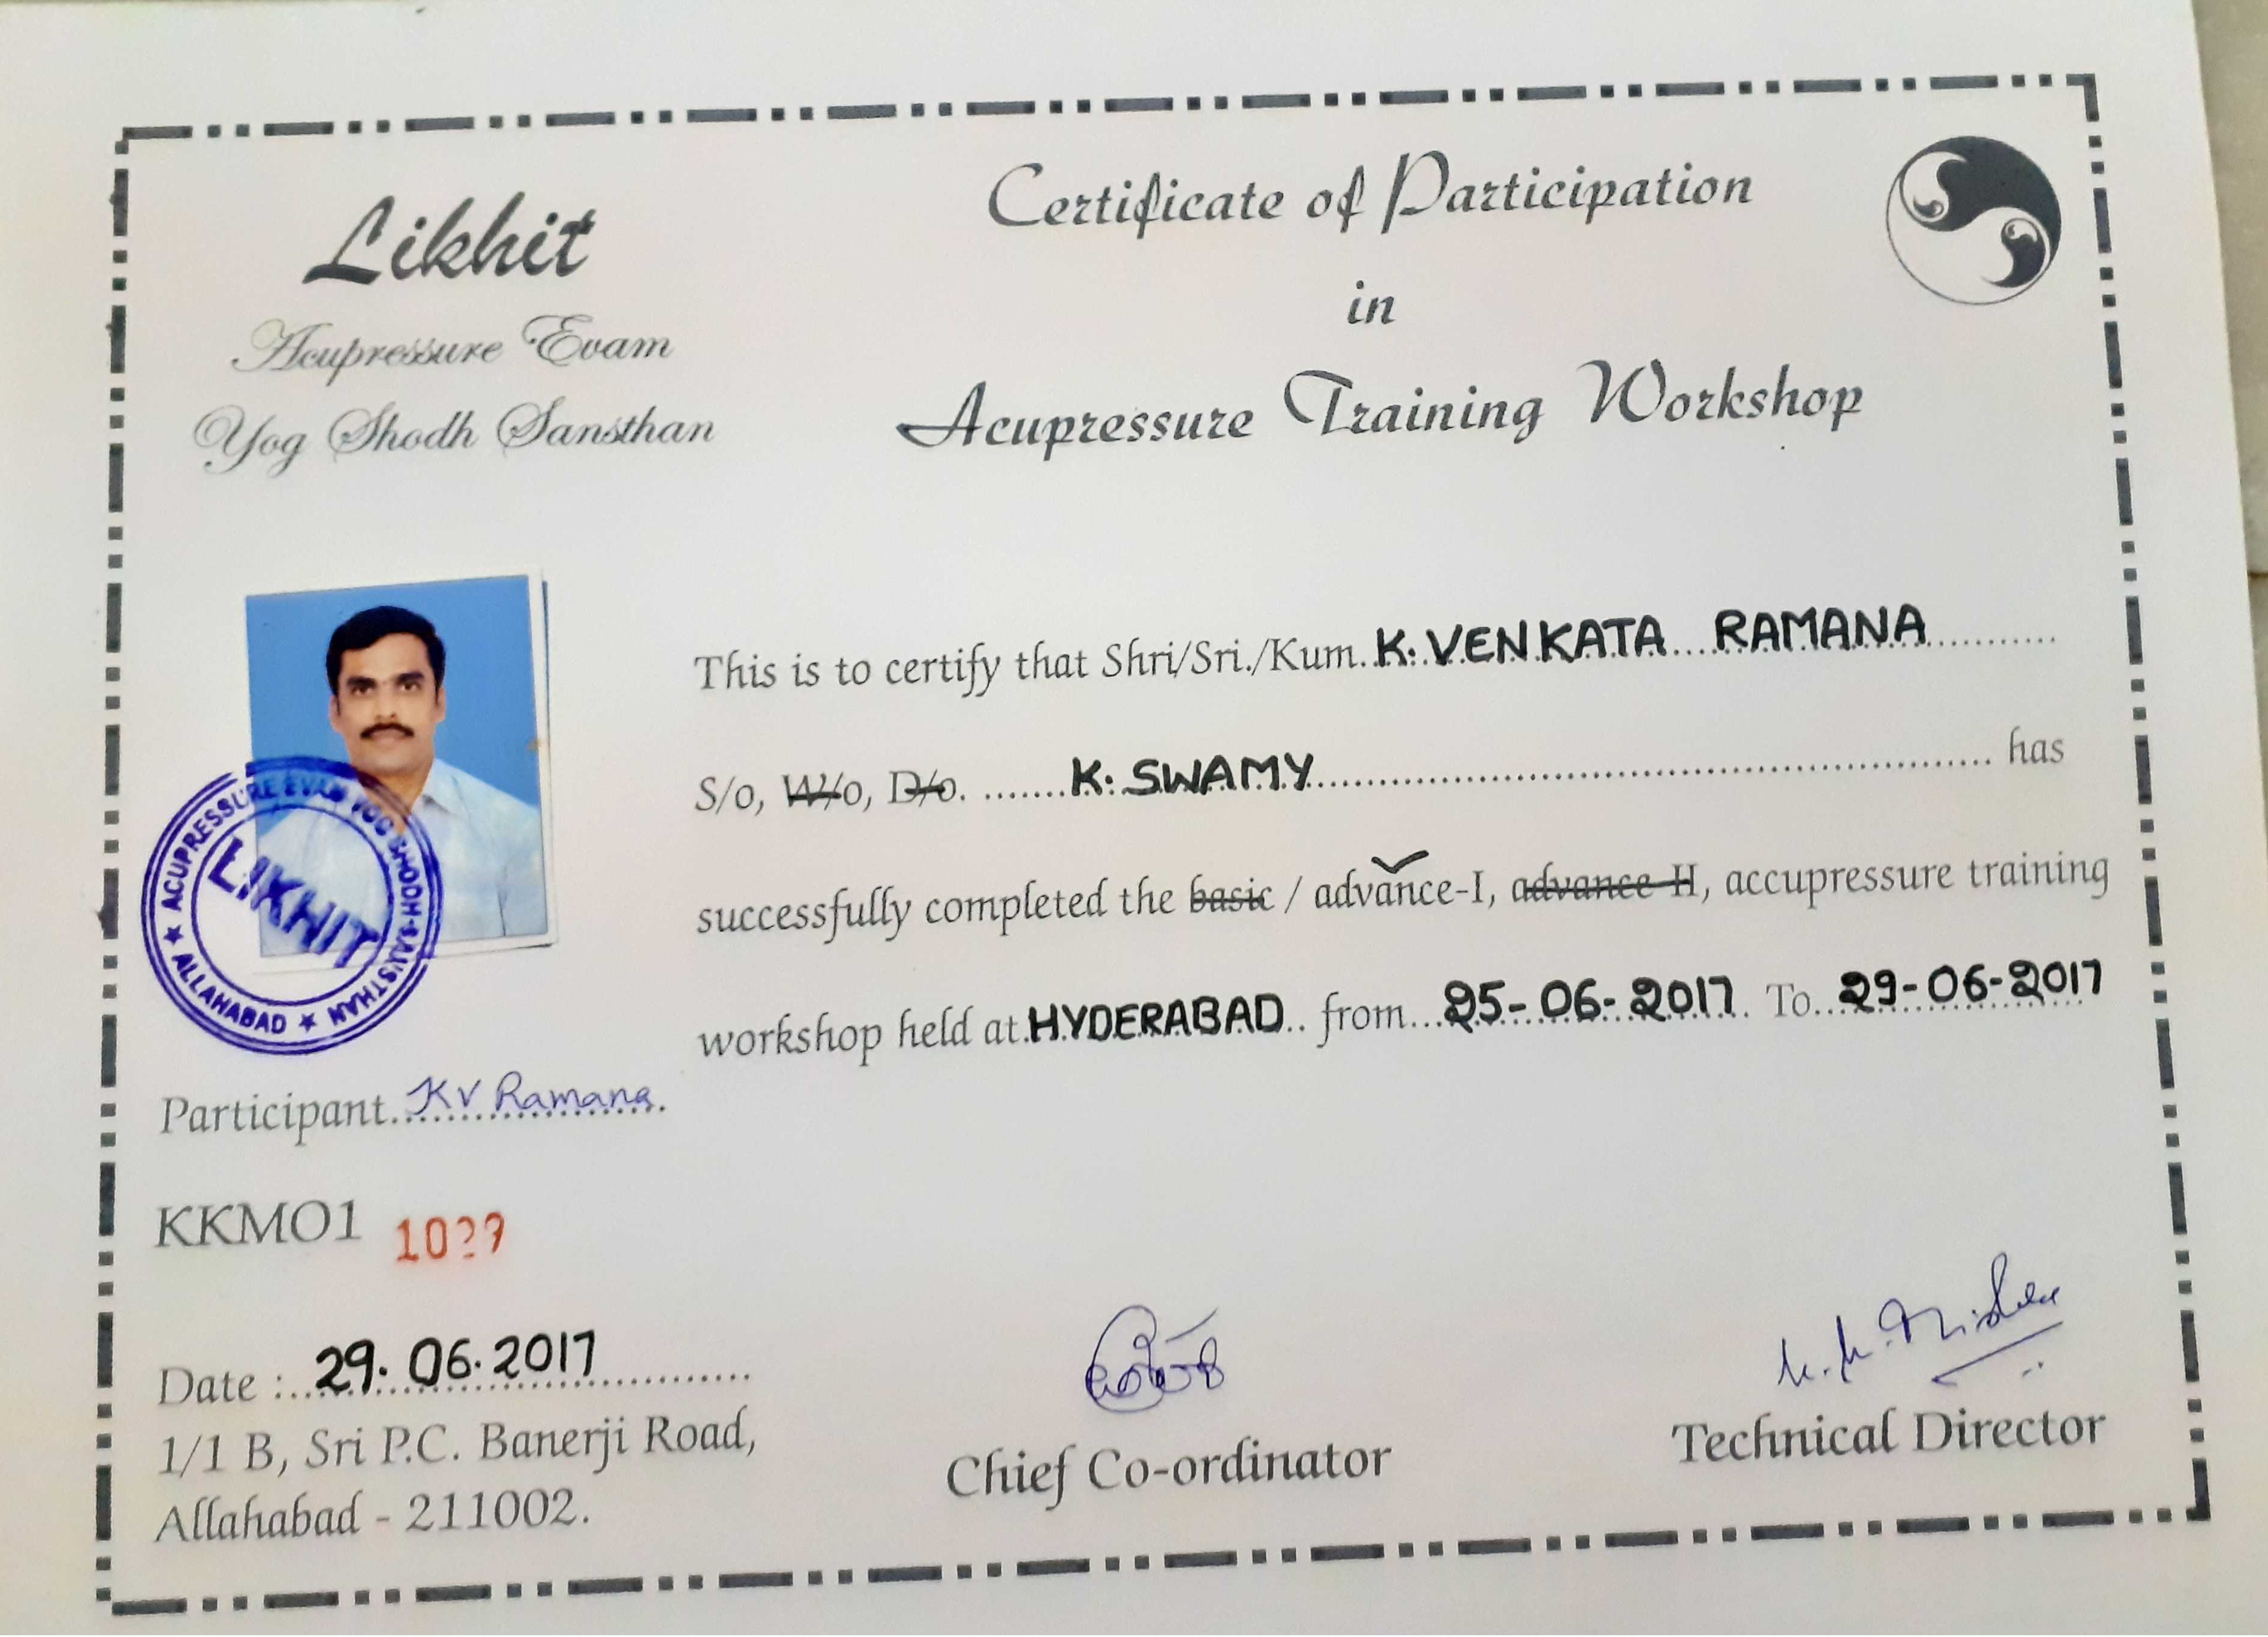 Likhit
Acupressure Evam
Yog Shodh Sansthan
Certificate of Participation
in
Acupressure Training Workshop
This is to certify that Shri/Sri./Kum. K. VENKATA RAMANA
S/o, W/o, D/o. K. SWAMY has
successfully completed the basic / advance-I, advance-II, accupressure training
workshop held at HYDERABAD from 25-06-2017 To 29-06-2017
ACUPRESSURE EVAM YOG SHODH SANSTHAN ★ ALLAHABAD ★
LIKHIT
Participant KV Ramana
KKMO1
Date : 29.06.2017
1/1 B, Sri P.C. Banerji Road,
Allahabad - 211002.
Chief Co-ordinator
Technical Director